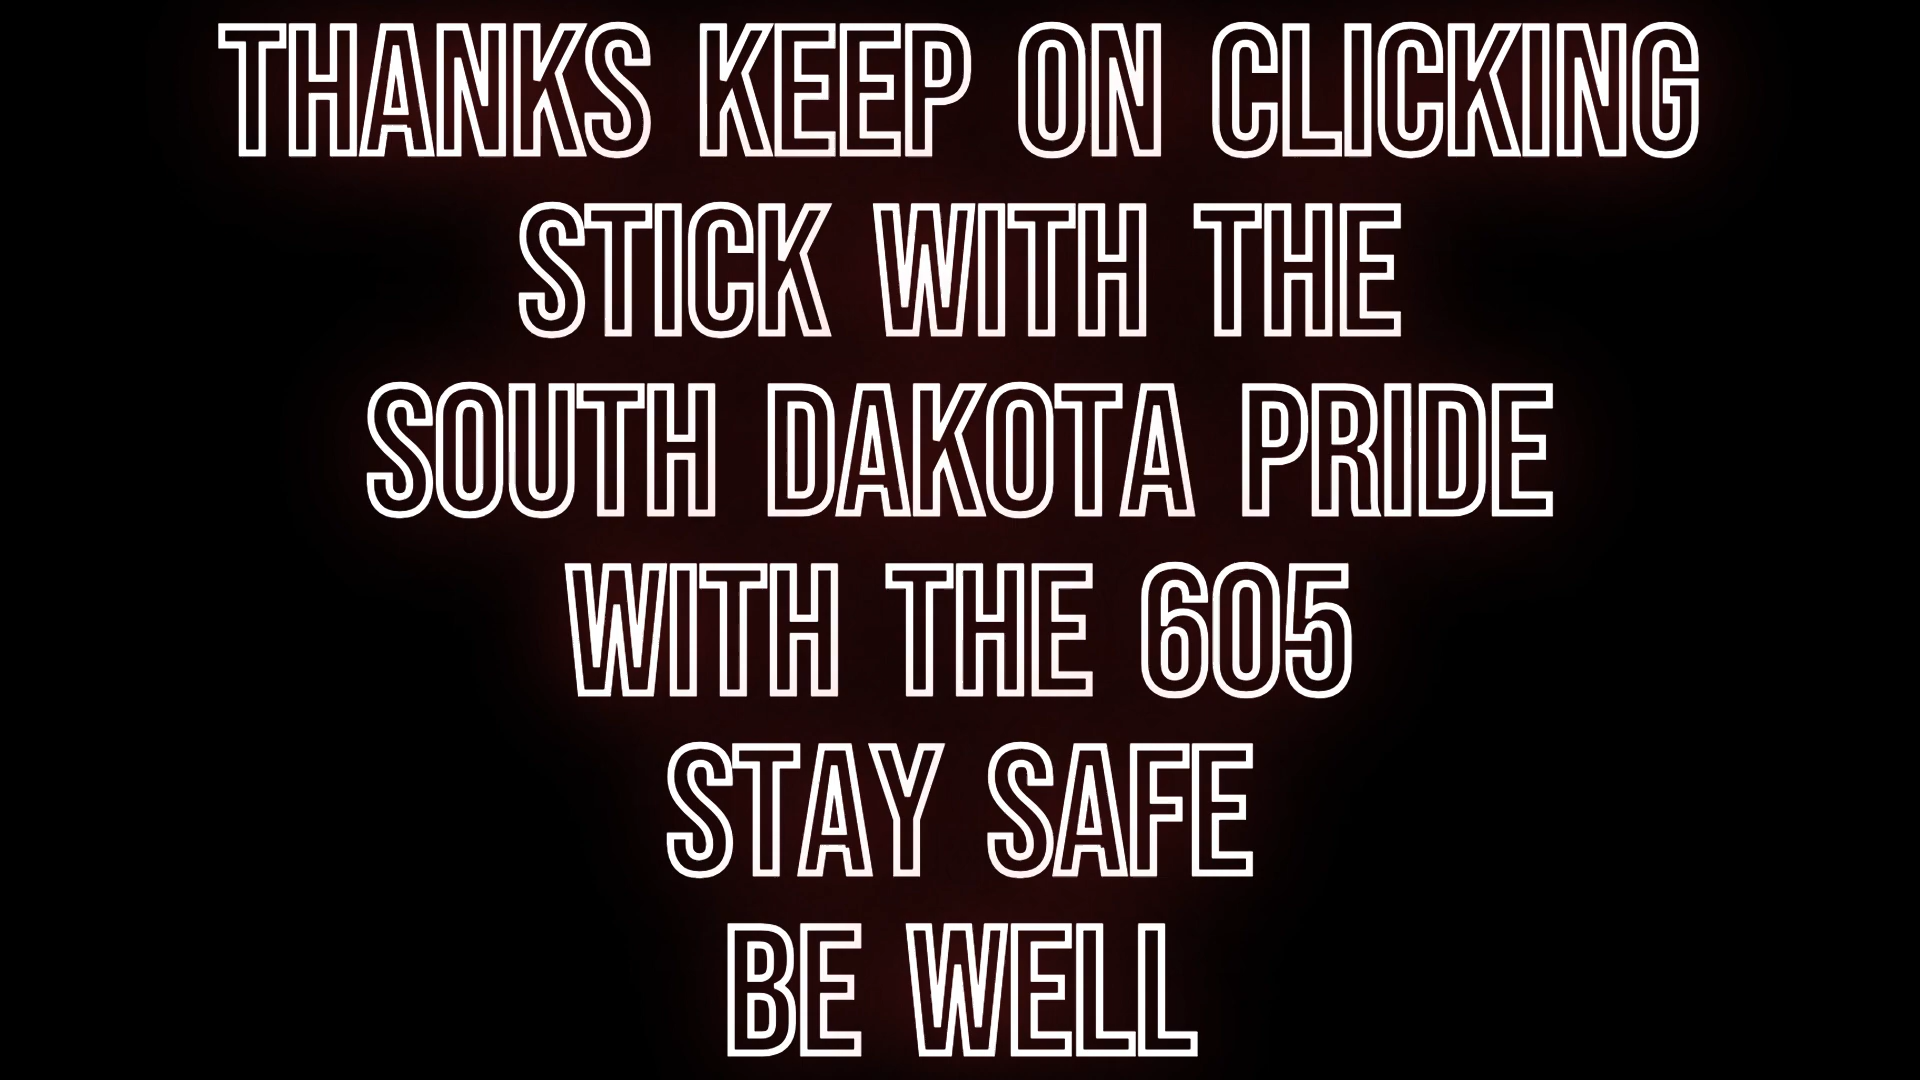 THANKS KEEP ON CLICKING
STICK WITH THE
SOUTH DAKOTA PRIDE
WITH THE 605
STAY SAFE
BE WELL